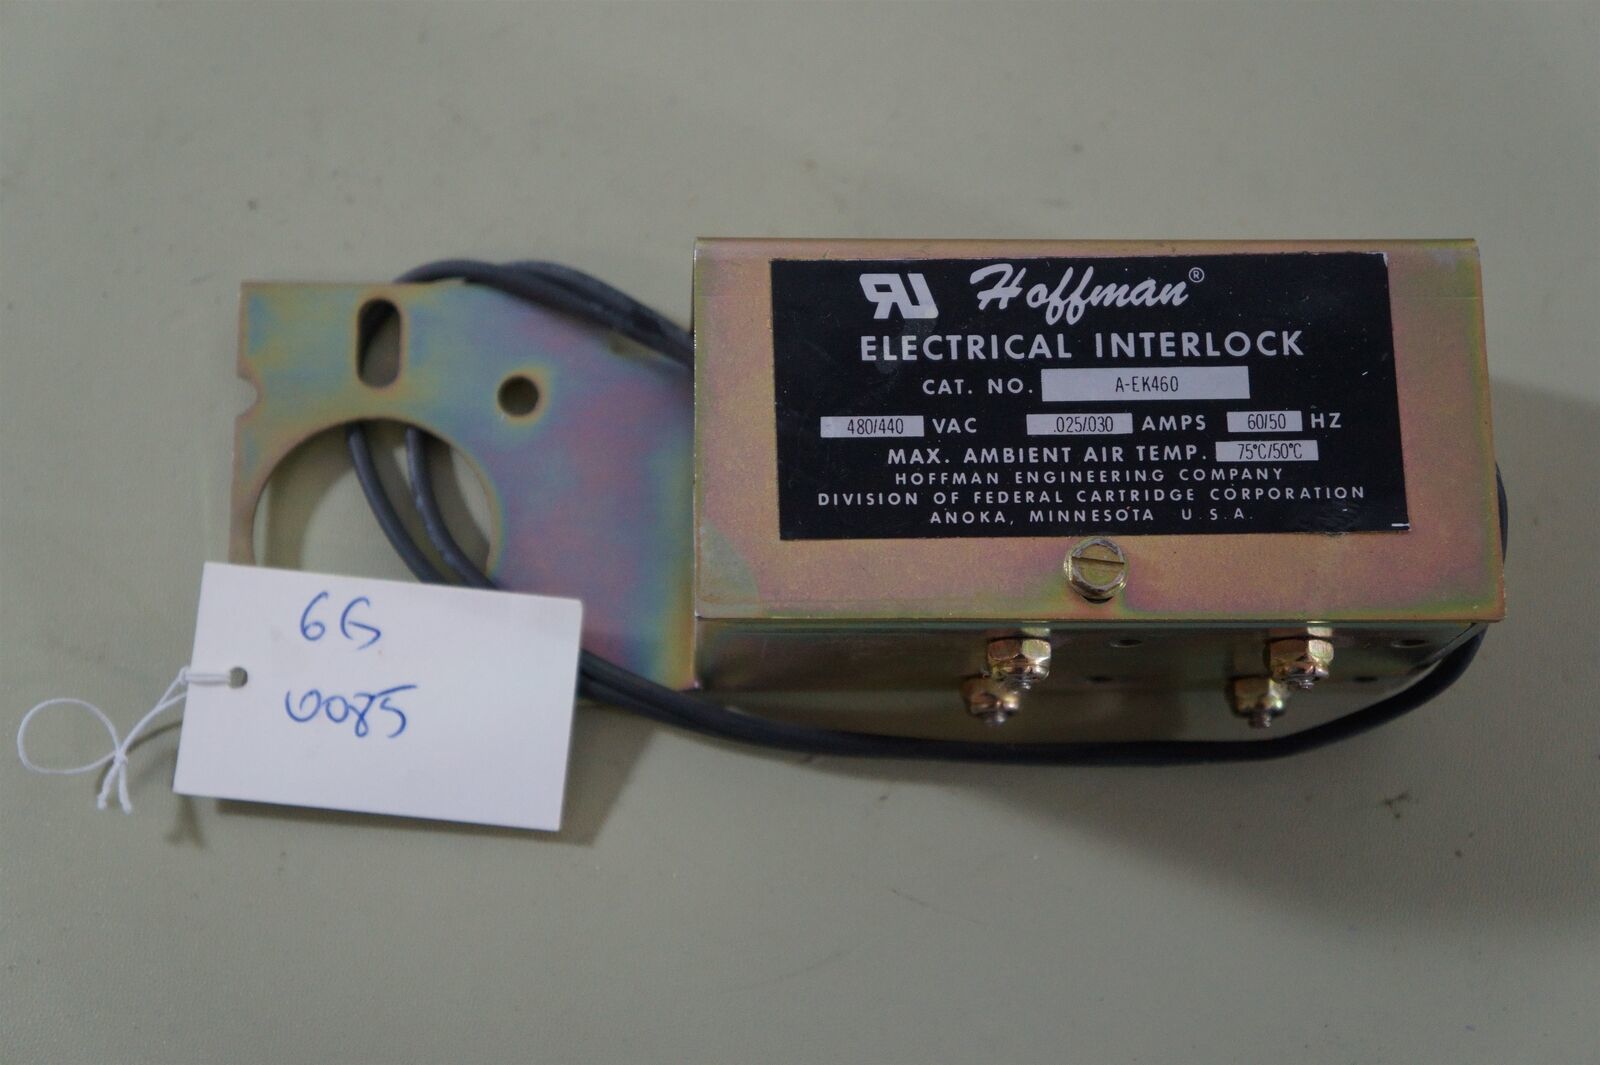 Hoffman®
ELECTRICAL INTERLOCK
CAT. NO. A-EK460
480/440 VAC .025/.030 AMPS 60/50 HZ
MAX. AMBIENT AIR TEMP. 75°C/50°C
HOFFMAN ENGINEERING COMPANY
DIVISION OF FEDERAL CARTRIDGE CORPORATION
ANOKA, MINNESOTA U.S.A.
6G
0085